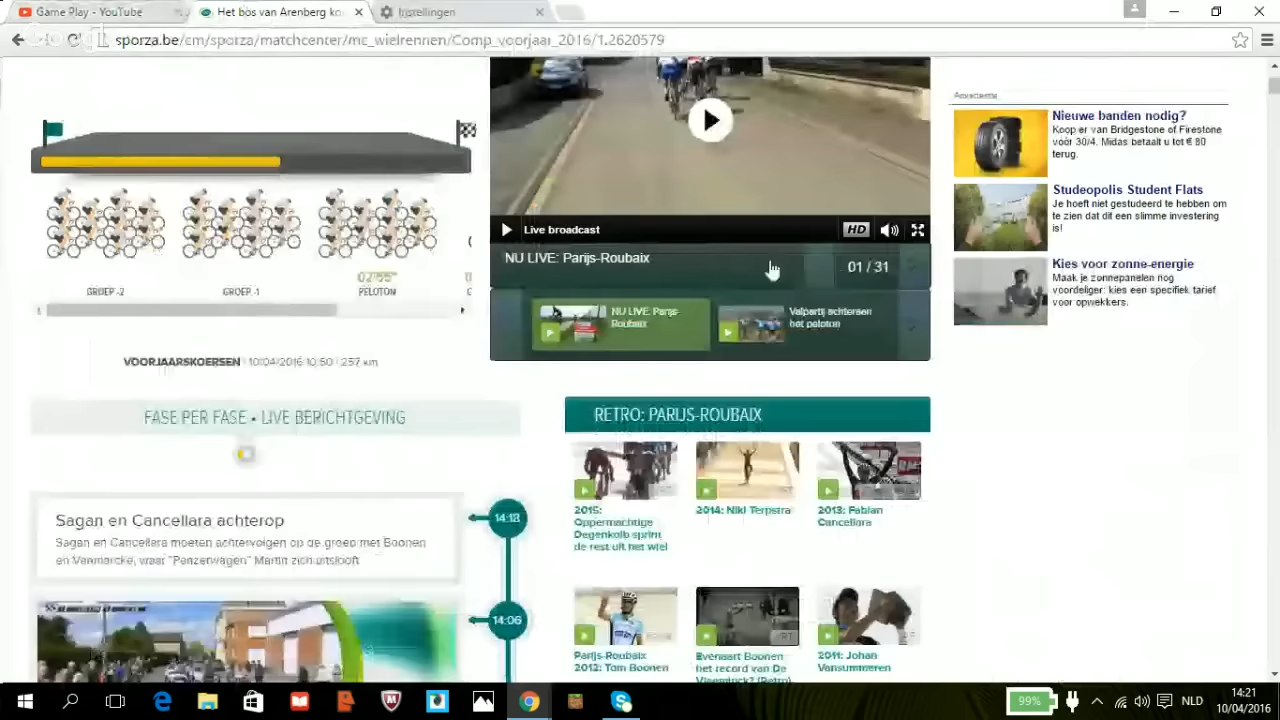 Game Play - YouTube
Het bos van Arenberg ko
Instellingen
sporza.be/cm/sporza/matchcenter/mc_wielrennen/Comp_voorjaar_2016/1.2620579
GROEP -2
GROEP -1
02'55"
PELOTON
VOORJAARSKOERSEN 10/04/2016 10:50 257 km
FASE PER FASE • LIVE BERICHTGEVING
14:13
Sagan en Cancellara achterop
Sagan en Cancellara moeten achtervolgen op de groep met Boonen
en Vanmarcke, waar "Panzerwagen" Martin zich uitslooft
14:06
Live broadcast
HD
NU LIVE: Parijs-Roubaix
01 / 31
NU LIVE: Parijs-
Roubaix
Valpartij achteraan
het peloton
RETRO: PARIJS-ROUBAIX
2015:
Oppermachtige
Degenkolb sprint
de rest uit het wiel
2014: Niki Terpstra
2013: Fabian
Cancellara
Parijs-Roubaix
2012: Tom Boonen
Evenaart Boonen
het record van De
Vlaeminck? (Retro)
2011: Johan
Vansummeren
Advertentie
Nieuwe banden nodig?
Koop er van Bridgestone of Firestone
vóór 30/4. Midas betaalt u tot € 80
terug.
Studeopolis Student Flats
Je hoeft niet gestudeerd te hebben om
te zien dat dit een slimme investering
is!
Kies voor zonne-energie
Maak je zonnepanelen nog
voordeliger: kies een specifiek tarief
voor opwekkers.
99%
NLD
14:21
10/04/2016